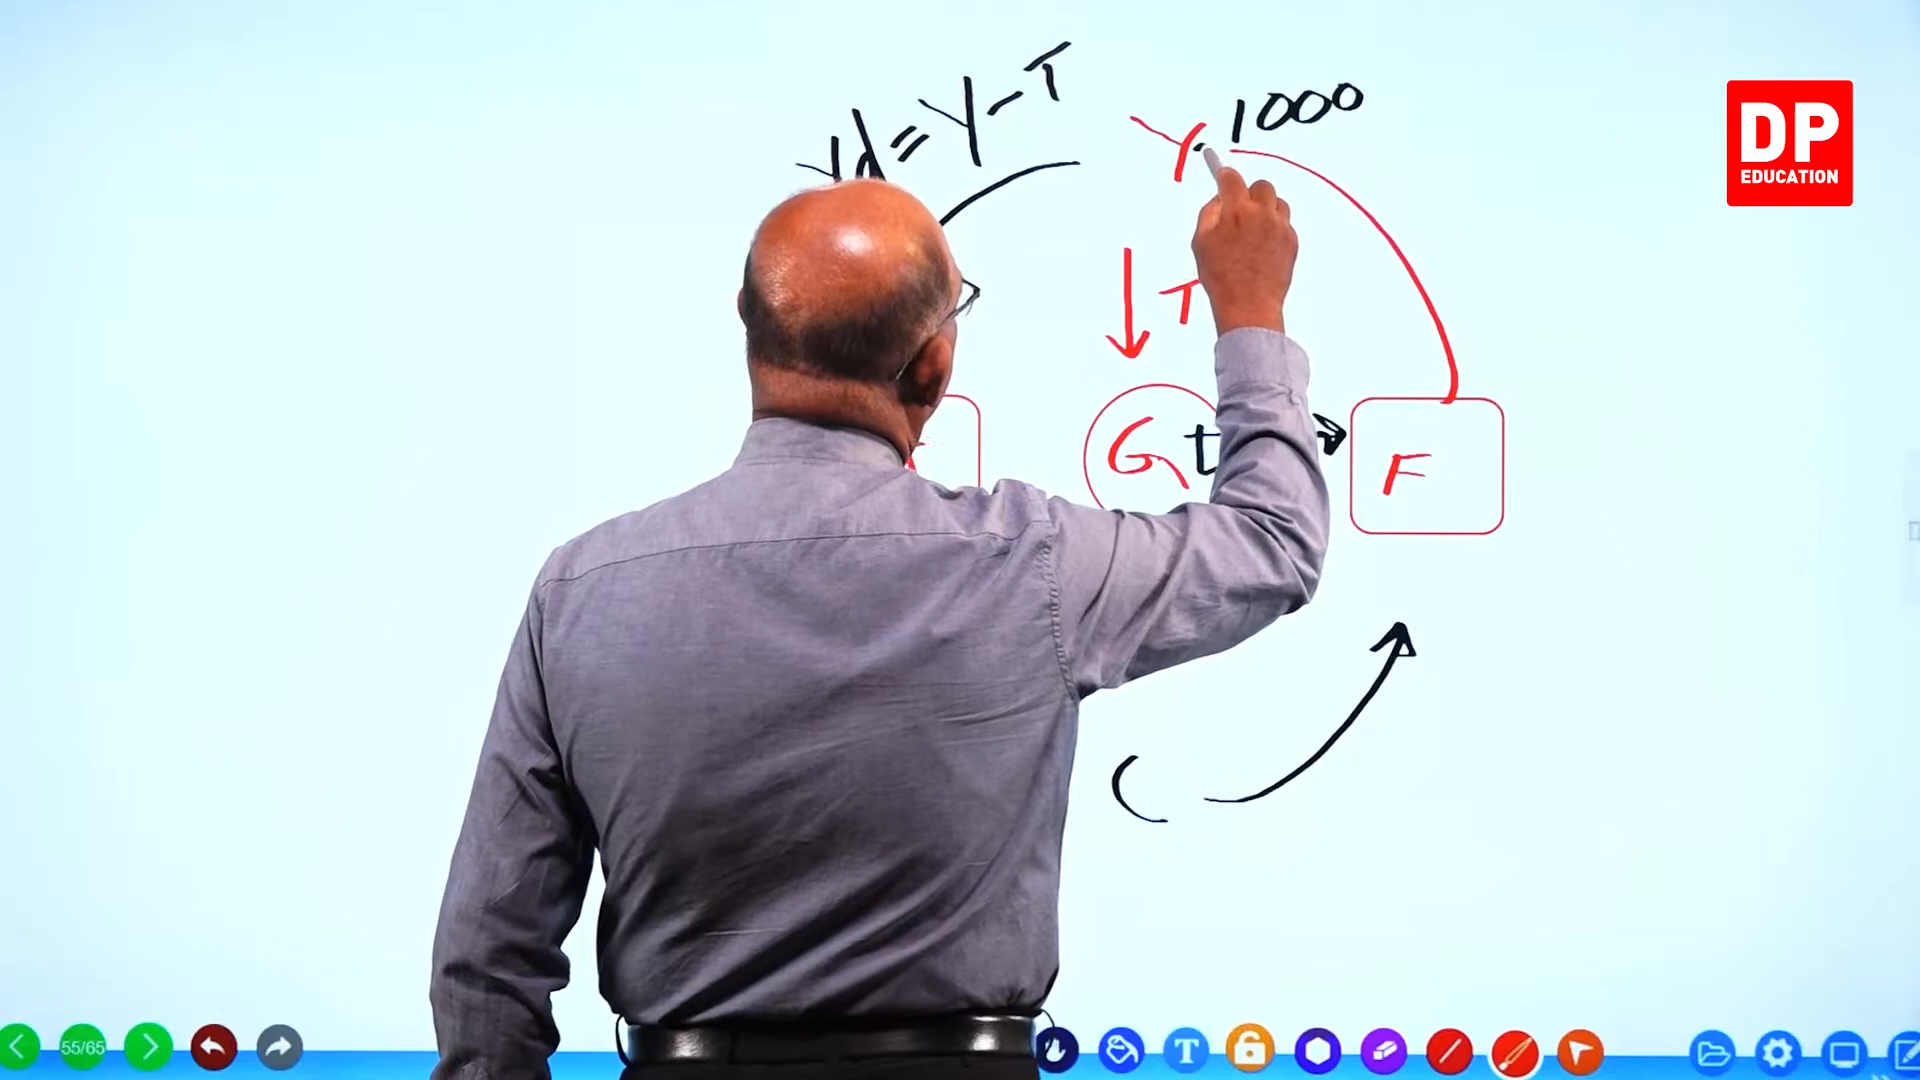 Yd = Y - T
Y - 1000
DP
EDUCATION
T
G
F
C
55/65
T